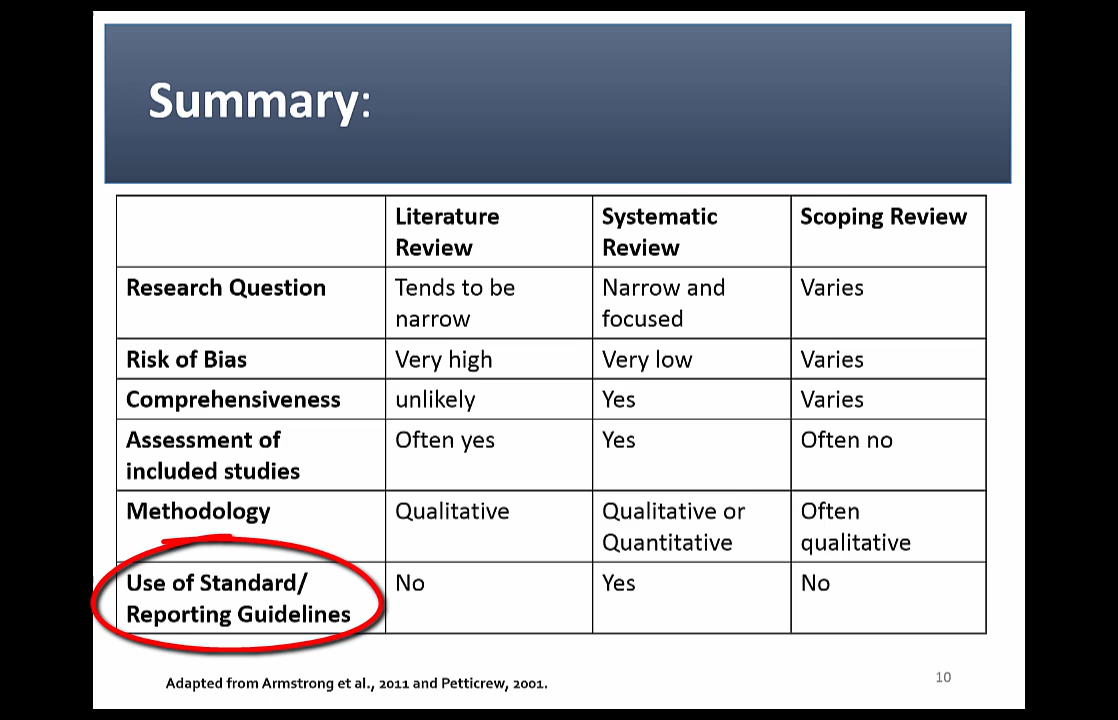 Summary:
Literature Review
Systematic Review
Scoping Review
Research Question
Tends to be narrow
Narrow and focused
Varies
Risk of Bias
Very high
Very low
Varies
Comprehensiveness
unlikely
Yes
Varies
Assessment of included studies
Often yes
Yes
Often no
Methodology
Qualitative
Qualitative or Quantitative
Often qualitative
Use of Standard/ Reporting Guidelines
No
Yes
No
Adapted from Armstrong et al., 2011 and Petticrew, 2001.
10